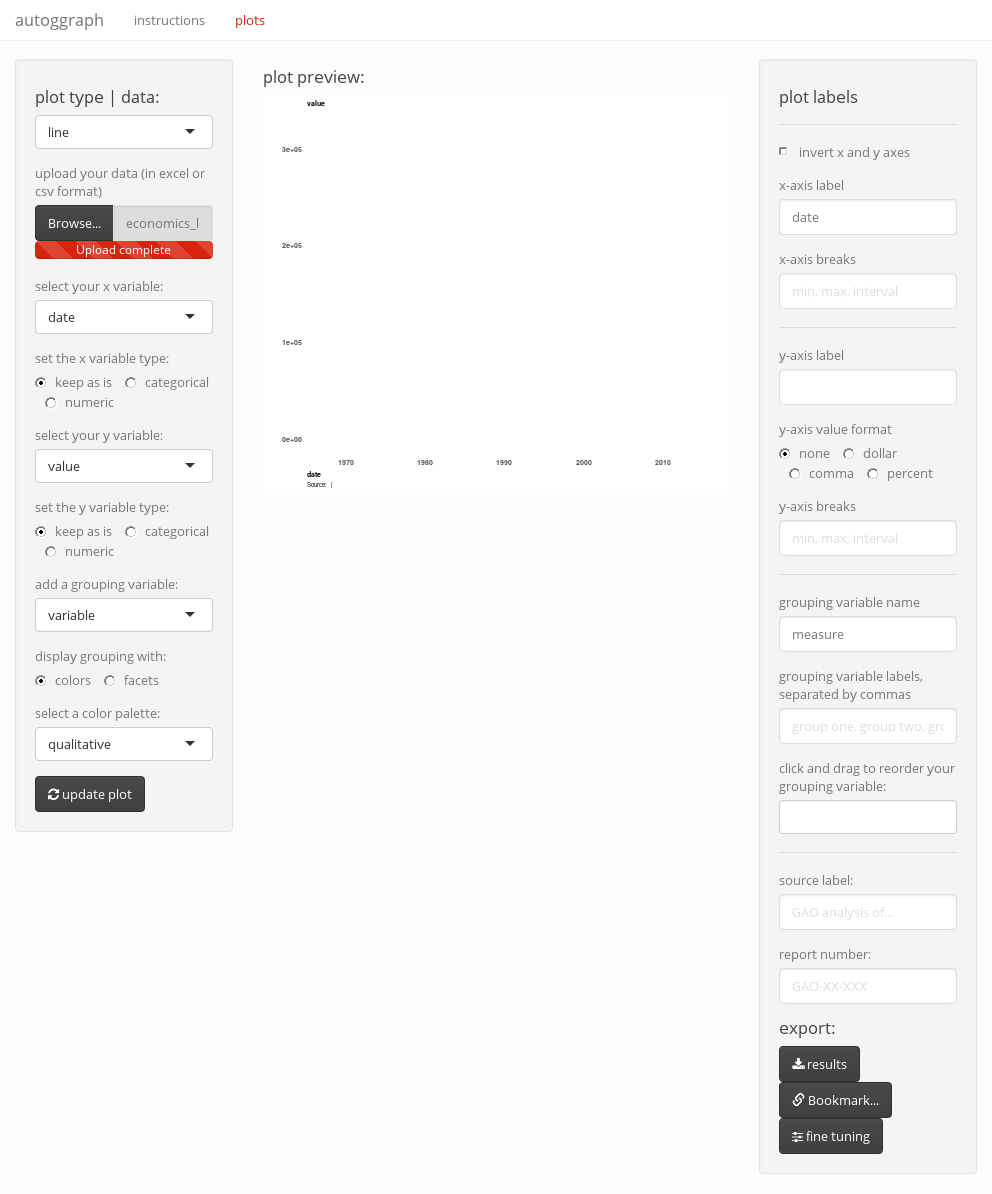 autoggraph
instructions
plots
plot type | data:
line
upload your data (in excel or
csv format)
Browse...
economics_l
Upload complete
select your x variable:
date
set the x variable type:
keep as is
categorical
numeric
select your y variable:
value
set the y variable type:
keep as is
categorical
numeric
add a grouping variable:
variable
display grouping with:
colors
facets
select a color palette:
qualitative
update plot
plot preview:
value
3e+05
2e+05
1e+05
0e+00
1970
1980
1990
2000
2010
date
Source: |
plot labels
invert x and y axes
x-axis label
date
x-axis breaks
min, max, interval
y-axis label
y-axis value format
none
dollar
comma
percent
y-axis breaks
min, max, interval
grouping variable name
measure
grouping variable labels,
separated by commas
group one, group two, gro
click and drag to reorder your
grouping variable:
source label:
GAO analysis of...
report number:
GAO-XX-XXX
export:
results
Bookmark...
fine tuning